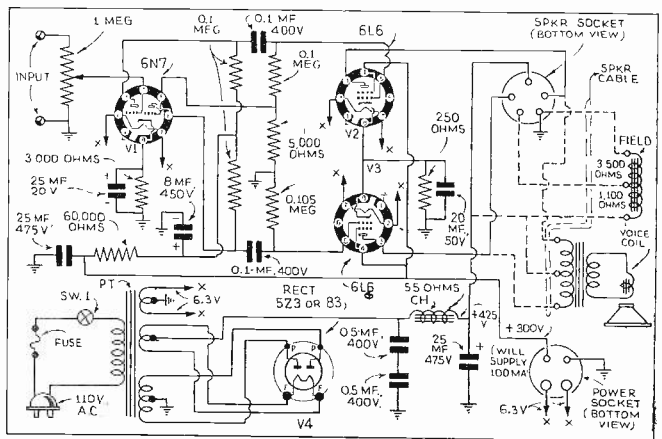 1 MEG
0.1
MEG
0.1 MF
400V
6L6
SPKR SOCKET
(BOTTOM VIEW)
6N7
0.1
MEG
SPKR
CABLE
INPUT
V1
V2
250
OHMS
FIELD
3000 OHMS
5,000
OHMS
V3
3 500
OHMS
25 MF
20 V
8 MF
450V
0.105
MEG
1,100
OHMS
25 MF
475V
60,000
OHMS
20
MF,
50V
VOICE
COIL
0.1-MF, 400V
6L6
PT
RECT
5Z3 OR 83
55 OHMS
CH
+425
V
SW.1
6.3V
+300V
(WILL
SUPPLY
100MA)
FUSE
0.5-MF,
400V
25
MF
475V
0.5 MF,
400V
POWER
SOCKET
(BOTTOM
VIEW)
110V
A.C.
V4
6.3V
X
X